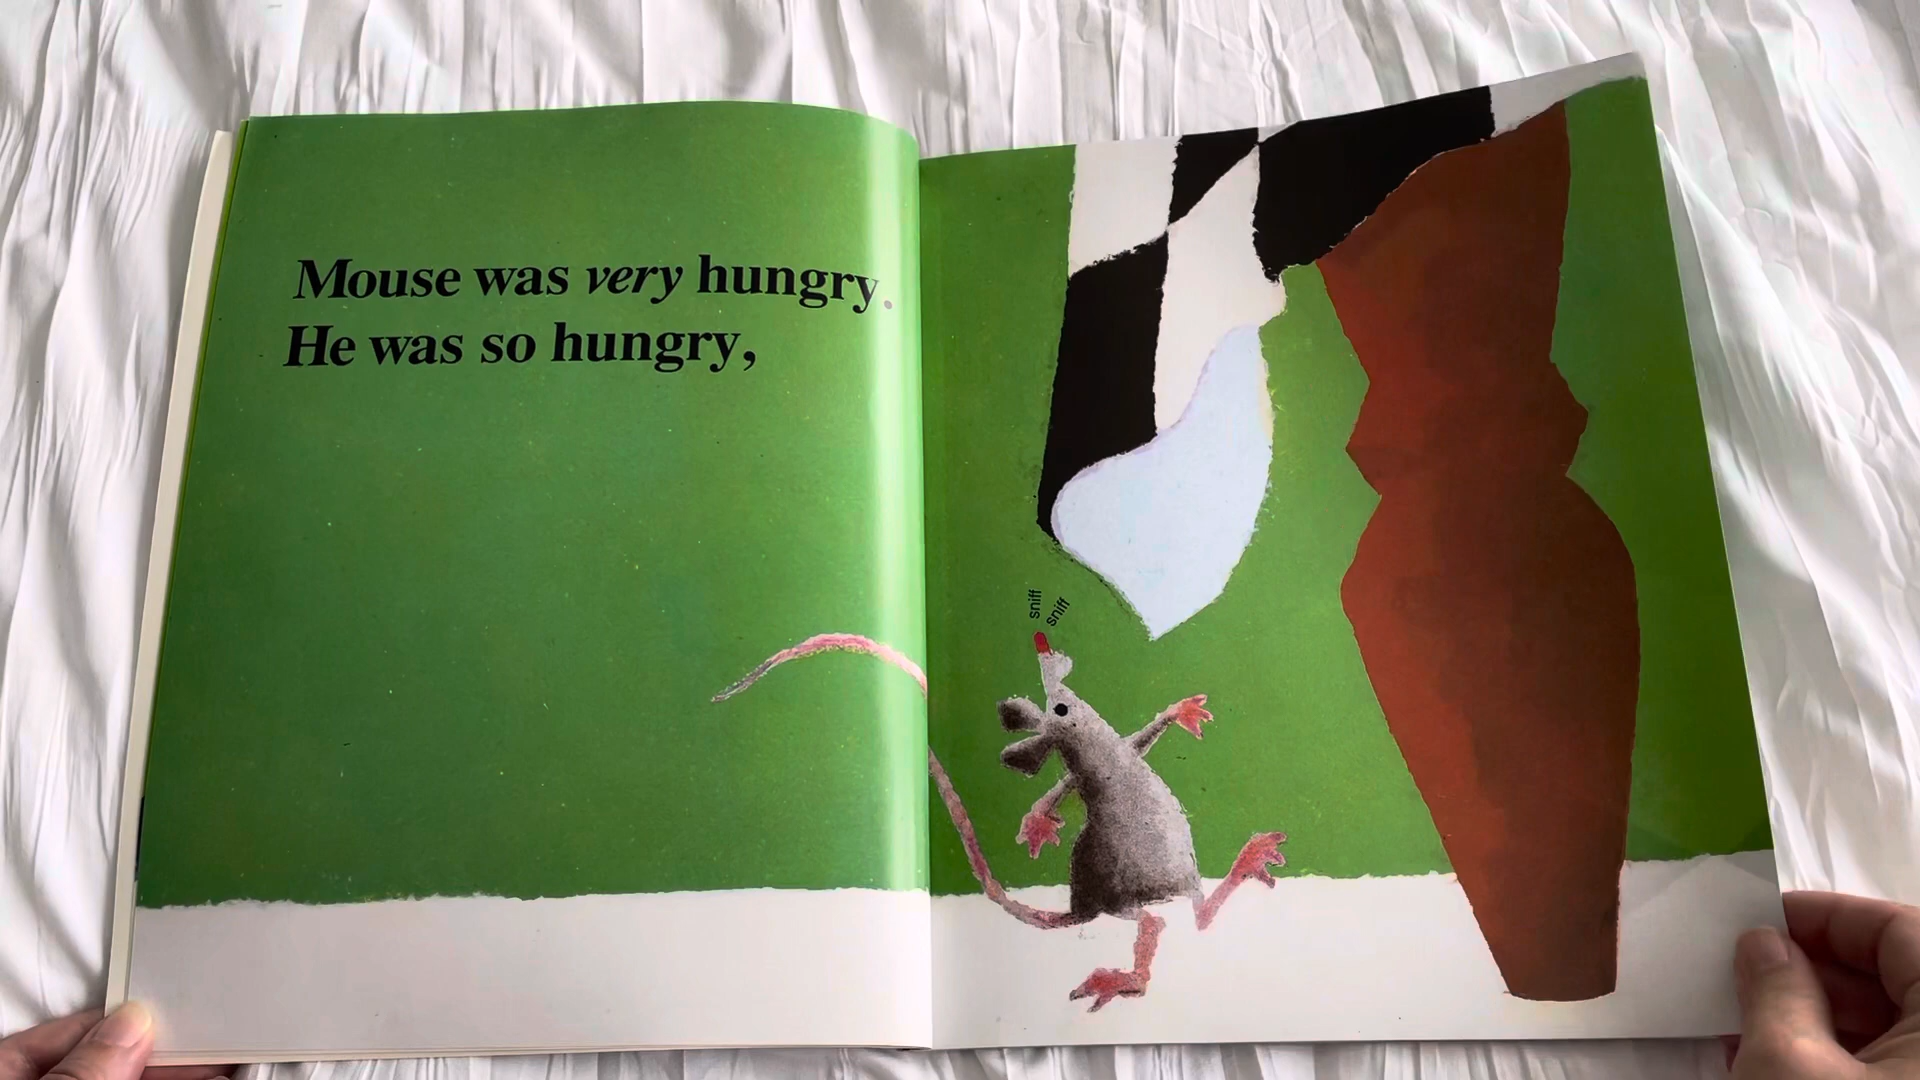 Mouse was very hungry.
He was so hungry,
sniff
sniff